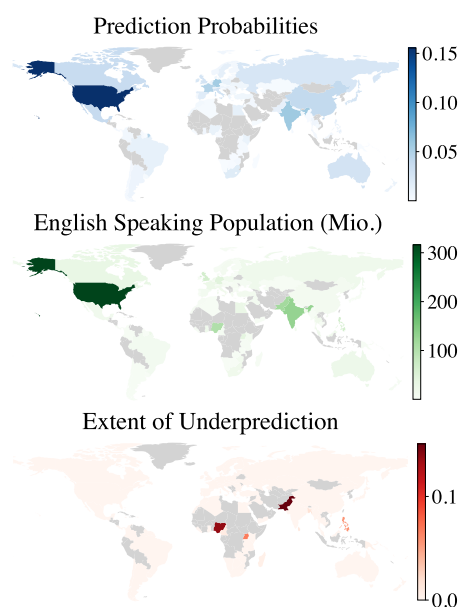 Prediction Probabilities
0.15
0.10
0.05
English Speaking Population (Mio.)
300
200
100
Extent of Underprediction
0.1
0.0